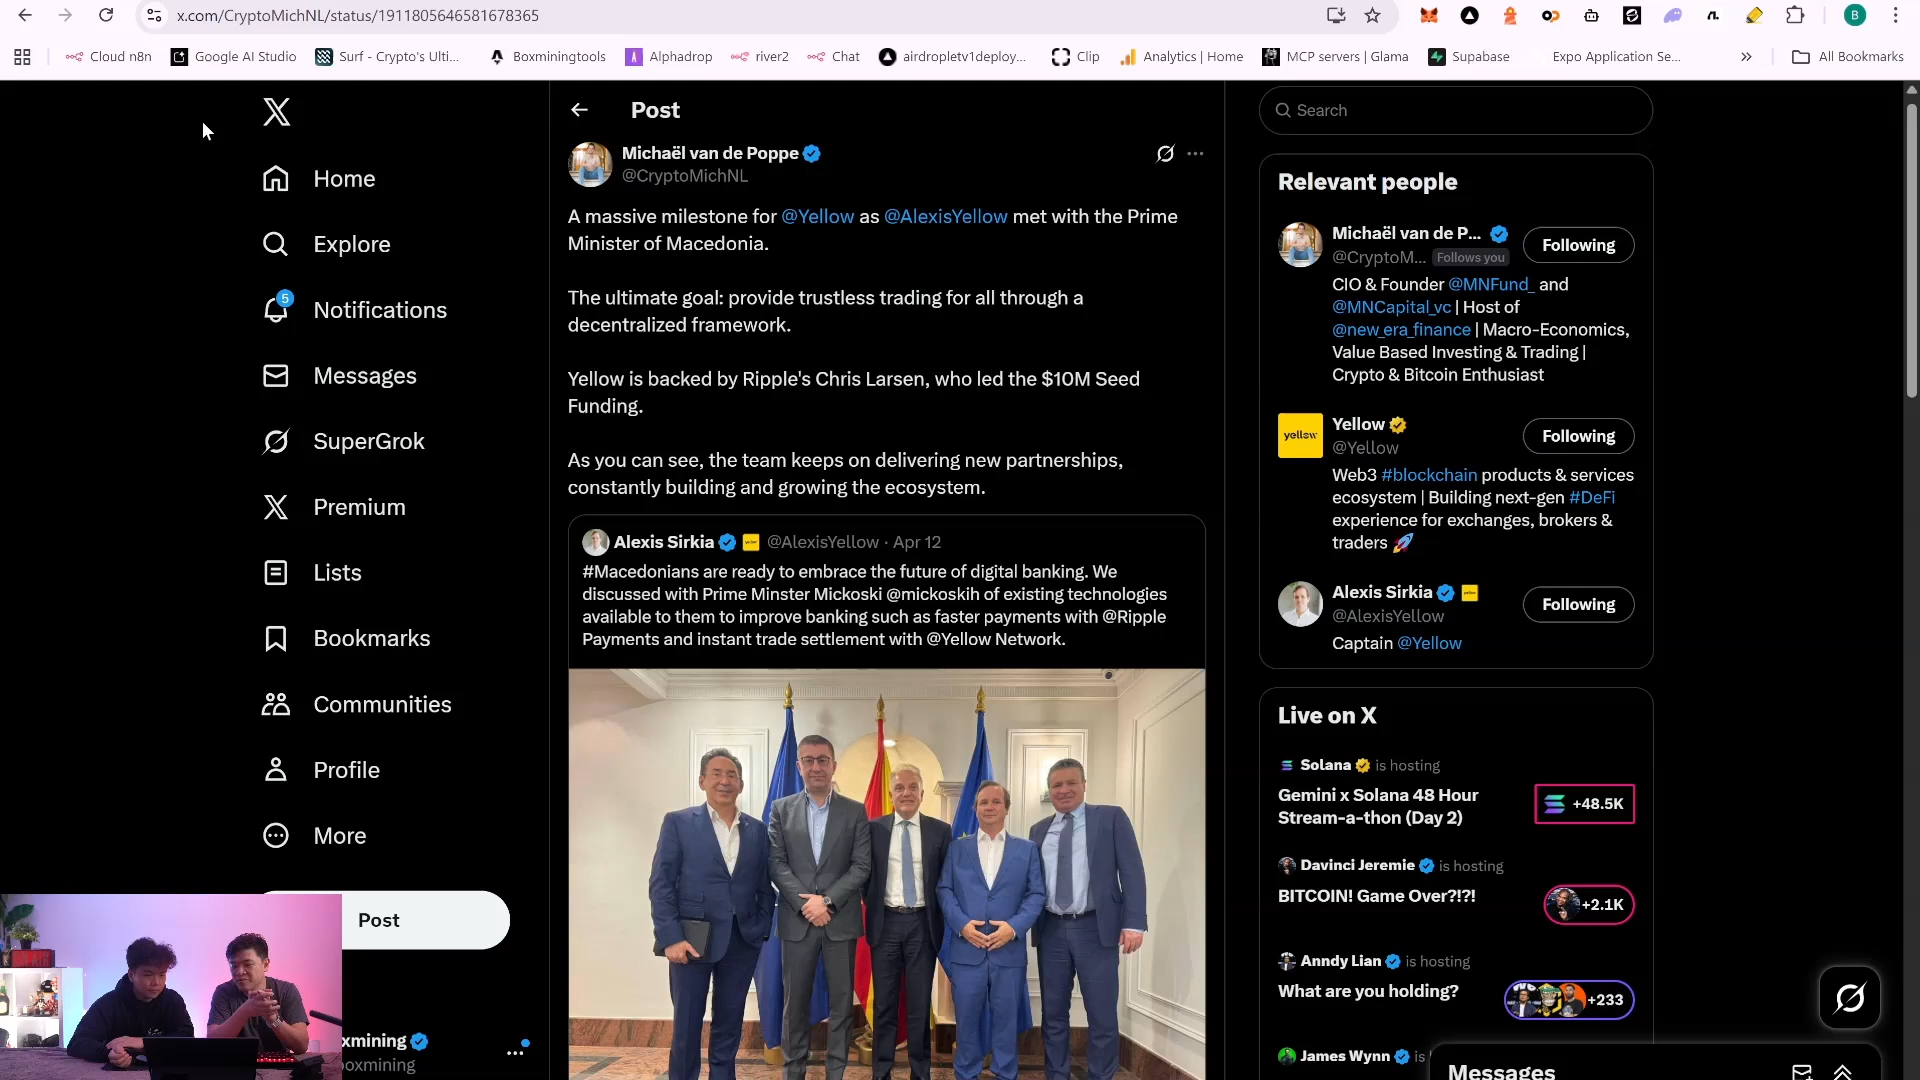 x.com/CryptoMichNL/status/1911805646581678365
B
Cloud n8n
Google AI Studio
Surf - Crypto's Ulti...
Boxminingtools
Alphadrop
river2
Chat
airdropletv1deploy...
Clip
Analytics | Home
MCP servers | Glama
Supabase
Expo Application Se...
All Bookmarks
Home
Explore
5
Notifications
Messages
SuperGrok
Premium
Lists
Bookmarks
Communities
Profile
More
Post
xmining
oxmining
Post
Michaël van de Poppe
@CryptoMichNL
A massive milestone for @Yellow as @AlexisYellow met with the Prime
Minister of Macedonia.
The ultimate goal: provide trustless trading for all through a
decentralized framework.
Yellow is backed by Ripple's Chris Larsen, who led the $10M Seed
Funding.
As you can see, the team keeps on delivering new partnerships,
constantly building and growing the ecosystem.
Alexis Sirkia @AlexisYellow · Apr 12
#Macedonians are ready to embrace the future of digital banking. We
discussed with Prime Minster Mickoski @mickoskih of existing technologies
available to them to improve banking such as faster payments with @Ripple
Payments and instant trade settlement with @Yellow Network.
Search
Relevant people
Michaël van de P...
@CryptoM... Follows you
Following
CIO & Founder @MNFund_ and
@MNCapital_vc | Host of
@new_era_finance | Macro-Economics,
Value Based Investing & Trading |
Crypto & Bitcoin Enthusiast
yellow
Yellow
@Yellow
Following
Web3 #blockchain products & services
ecosystem | Building next-gen #DeFi
experience for exchanges, brokers &
traders 🚀
Alexis Sirkia
@AlexisYellow
Following
Captain @Yellow
Live on X
Solana is hosting
Gemini x Solana 48 Hour
Stream-a-thon (Day 2)
+48.5K
Davinci Jeremie is hosting
BITCOIN! Game Over?!?!
+2.1K
Anndy Lian is hosting
What are you holding?
+233
James Wynn is
Messages